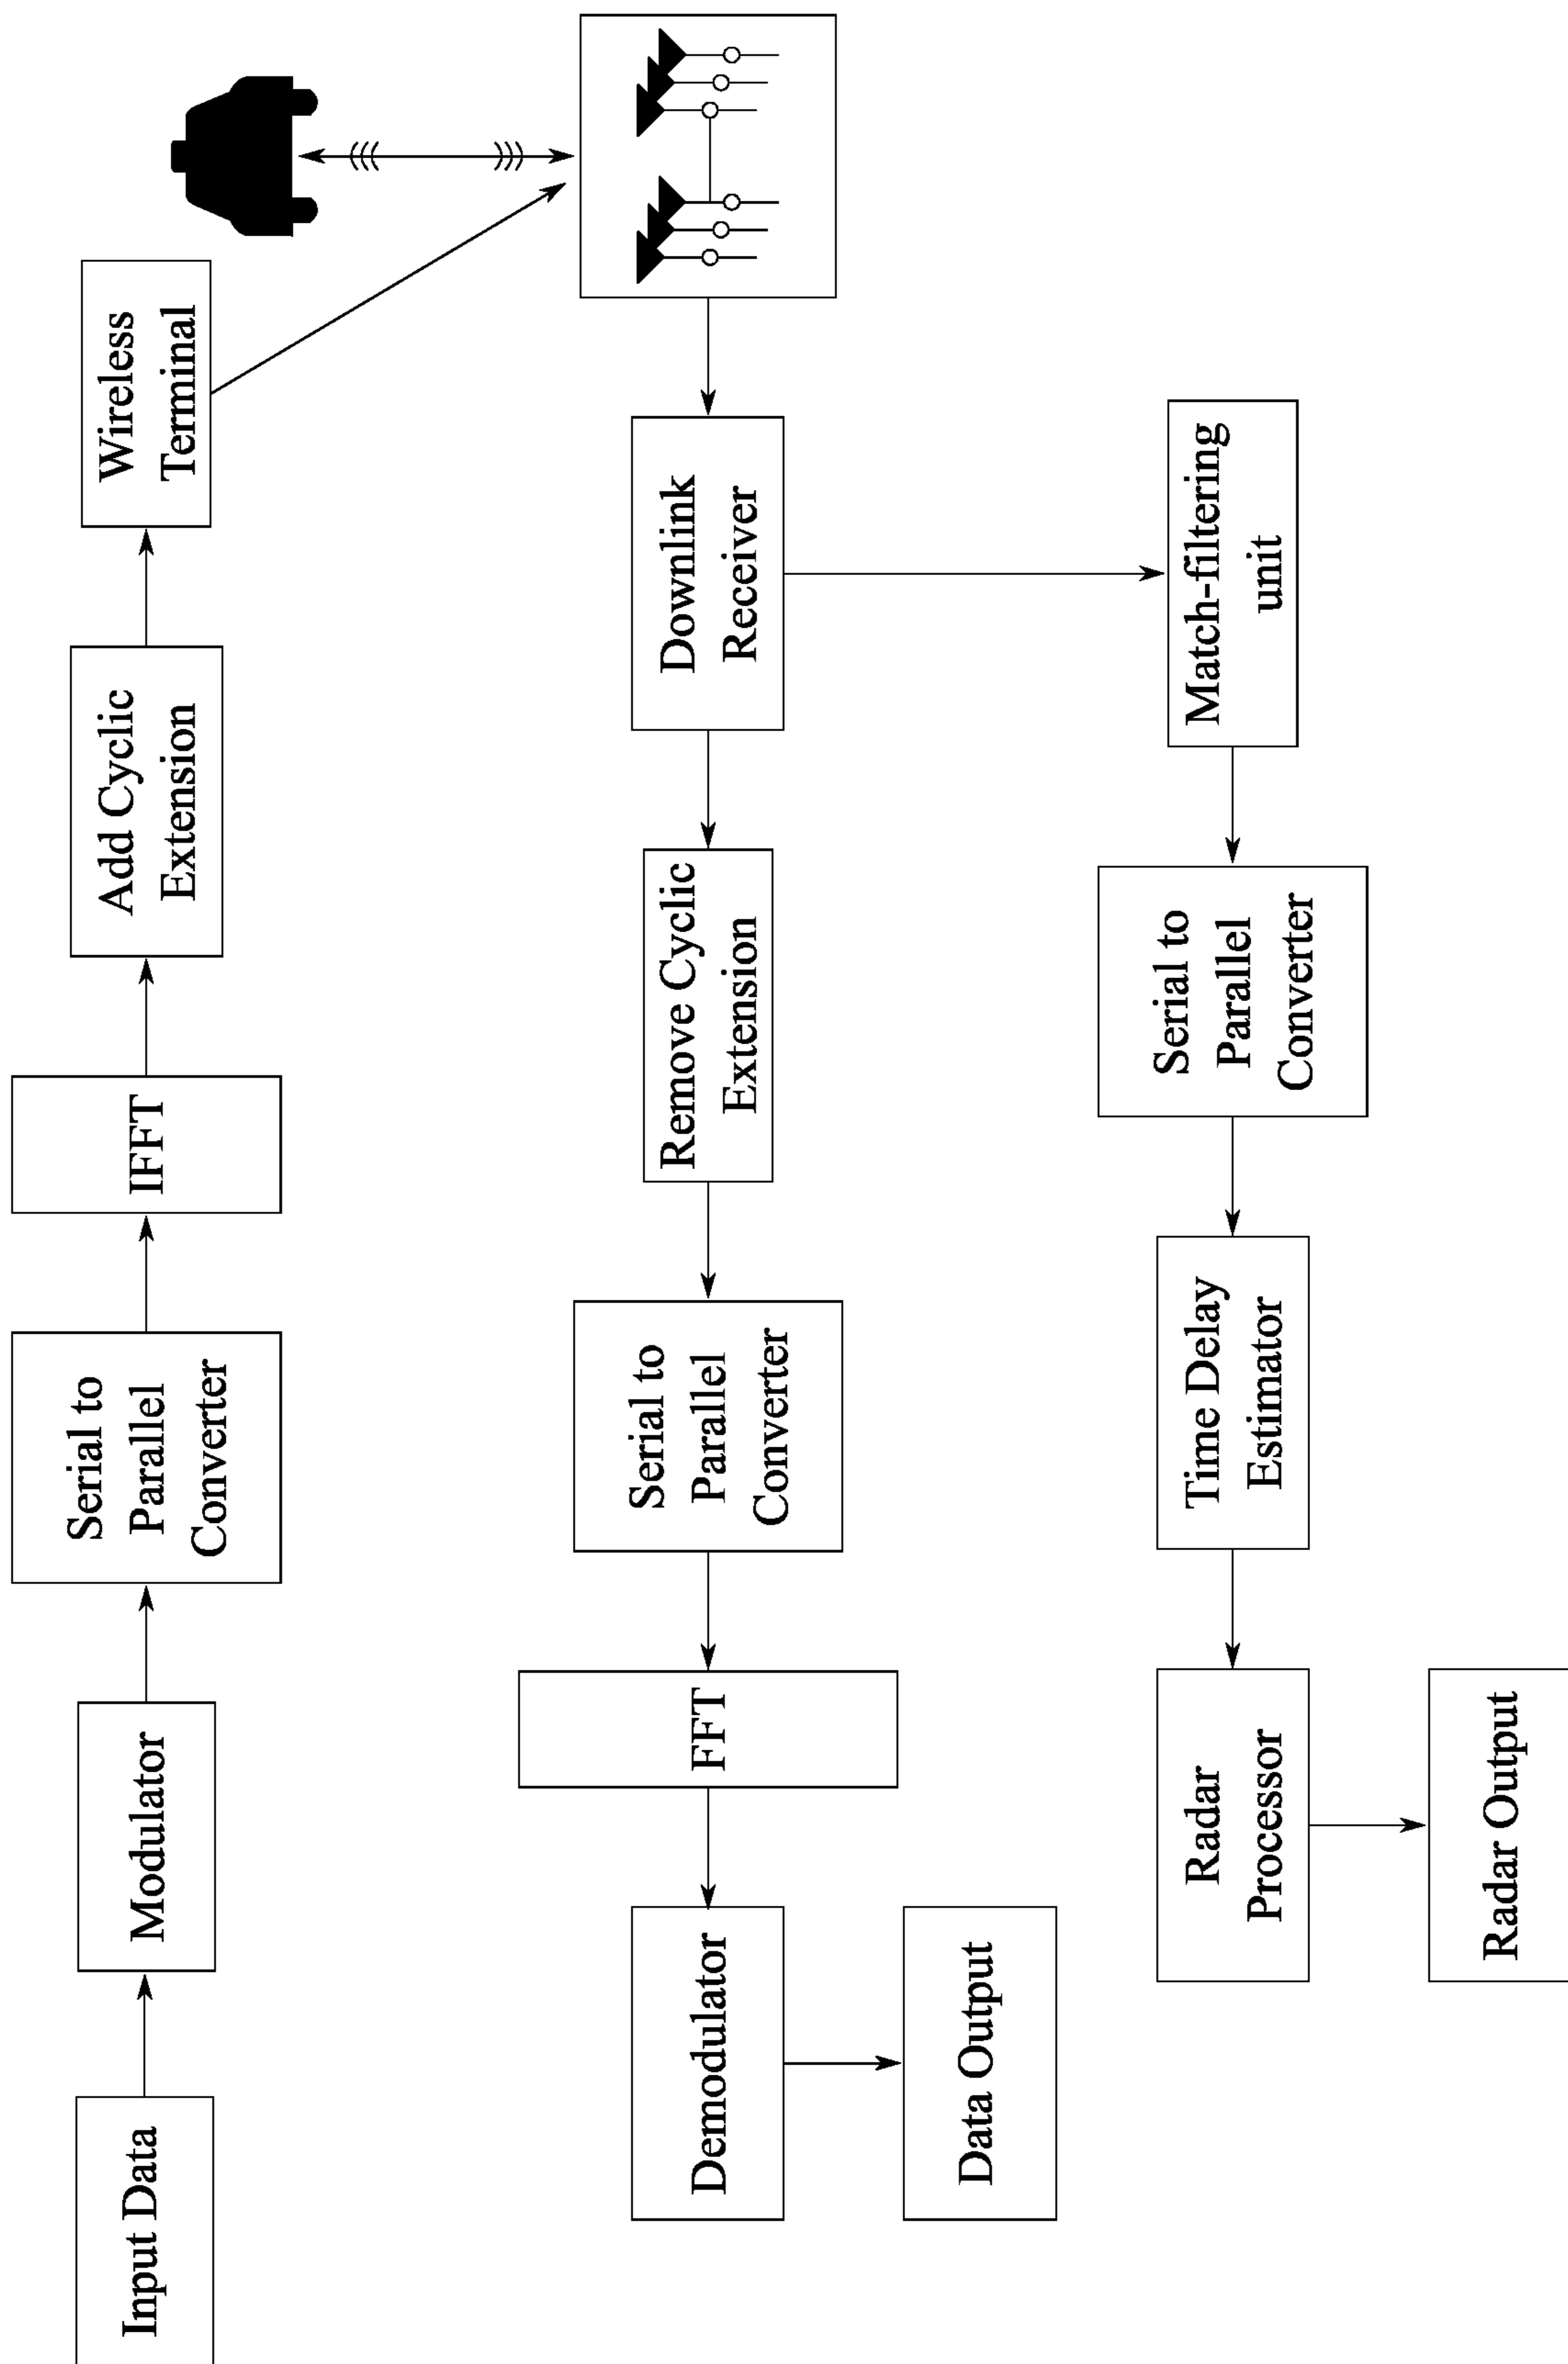 Input Data
Modulator
Serial to
Parallel
Converter
IFFT
Add Cyclic
Extension
Wireless
Terminal
Downlink
Receiver
Remove Cyclic
Extension
Serial to
Parallel
Converter
FFT
Demodulator
Data Output
Match-filtering
unit
Serial to
Parallel
Converter
Time Delay
Estimator
Radar
Processor
Radar Output